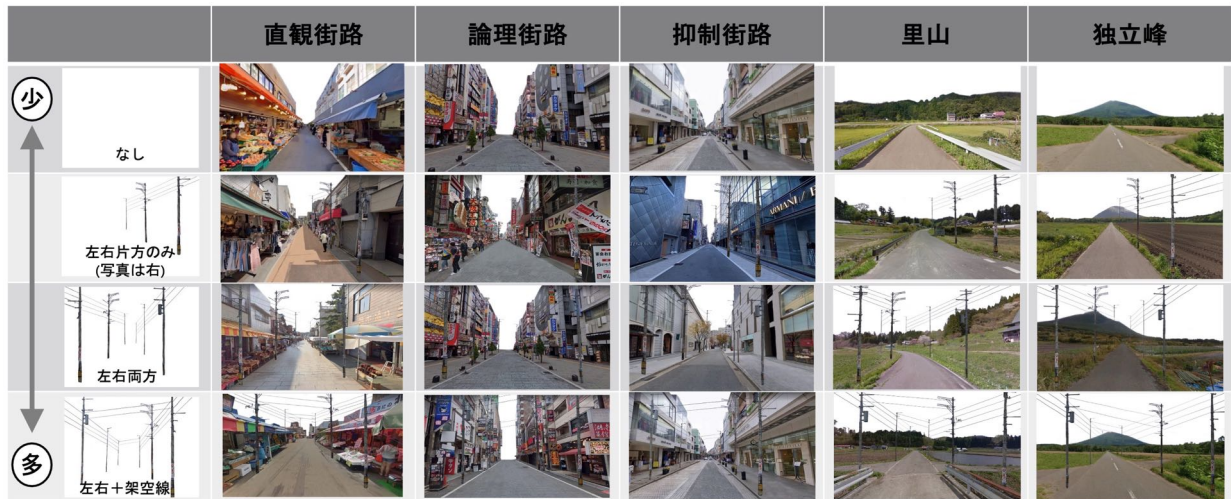 直観街路
論理街路
抑制街路
里山
独立峰
少
なし
左右片方のみ
(写真は右)
ARMANI
左右両方
多
左右＋架空線